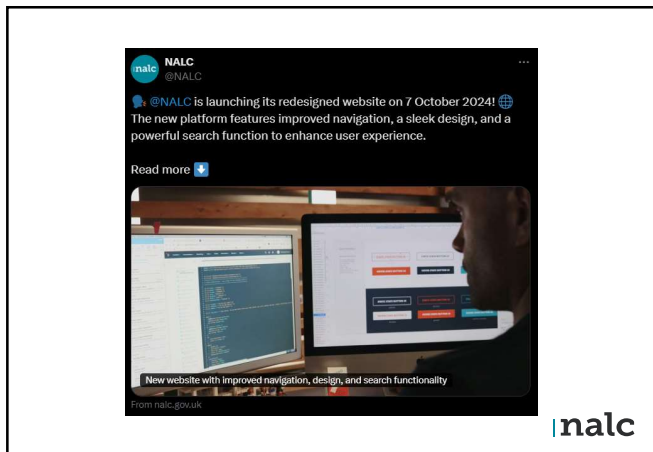 nalc
NALC
@NALC
@NALC is launching its redesigned website on 7 October 2024!
The new platform features improved navigation, a sleek design, and a
powerful search function to enhance user experience.
Read more
New website with improved navigation, design, and search functionality
From nalc.gov.uk
nalc